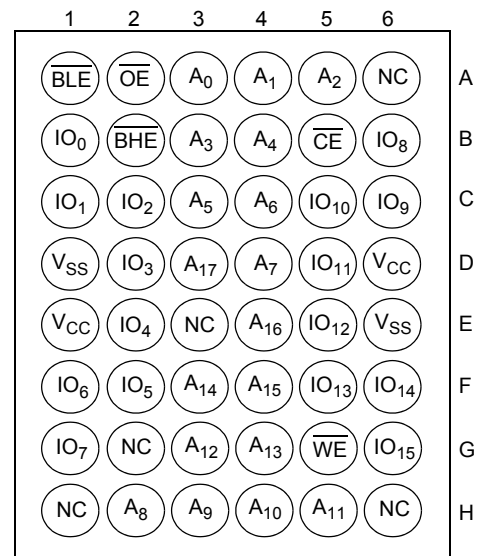 1 2 3 4 5 6
BLE OE A0 A1 A2 NC A
IO0 BHE A3 A4 CE IO8 B
IO1 IO2 A5 A6 IO10 IO9 C
VSS IO3 A17 A7 IO11 VCC D
VCC IO4 NC A16 IO12 VSS E
IO6 IO5 A14 A15 IO13 IO14 F
IO7 NC A12 A13 WE IO15 G
NC A8 A9 A10 A11 NC H